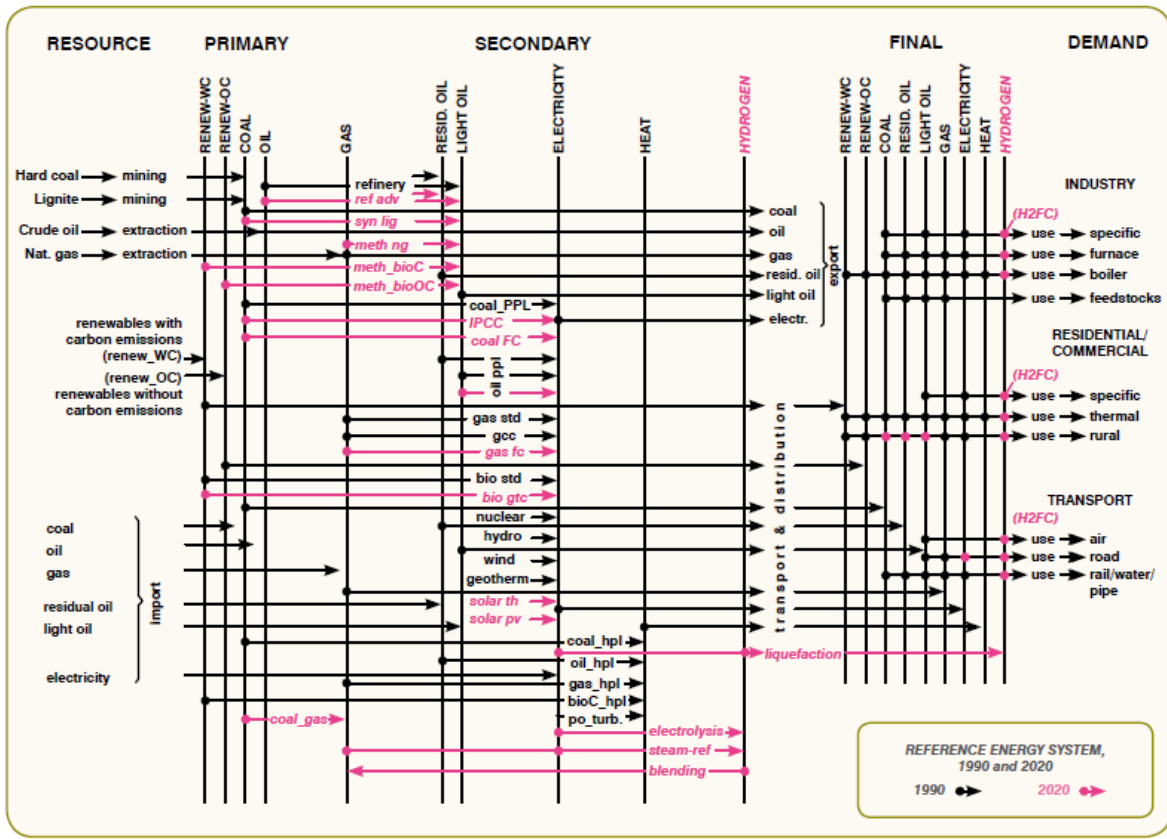 RESOURCE PRIMARY SECONDARY FINAL DEMAND
RENEW-WC
RENEW-OC
COAL
OIL
GAS
RESID. OIL
LIGHT OIL
ELECTRICITY
HEAT
HYDROGEN
RENEW-WC
RENEW-OC
COAL
RESID. OIL
LIGHT OIL
GAS
ELECTRICITY
HEAT
HYDROGEN
Hard coal mining
Lignite mining
Crude oil extraction
Nat. gas extraction
renewables with
carbon emissions
(renew_WC)
(renew_OC)
renewables without
carbon emissions
coal
oil
gas
residual oil
light oil
electricity
import
refinery
ref adv
syn liq
meth ng
meth_bioC
meth_bioOC
coal_PPL
IPCC
coal FC
oil ppl
gas std
gcc
gas fc
bio std
bio gtc
nuclear
hydro
wind
geotherm
solar th
solar pv
coal_hpl
oil_hpl
gas_hpl
bioC_hpl
po_turb.
coal_gas
electrolysis
steam-ref
blending
liquefaction
coal
oil
gas
resid. oil
light oil
electr.
export
transport & distribution
INDUSTRY
(H2FC)
use specific
use furnace
use boiler
use feedstocks
RESIDENTIAL/
COMMERCIAL
(H2FC)
use specific
use thermal
use rural
TRANSPORT
(H2FC)
use air
use road
use rail/water/
pipe
REFERENCE ENERGY SYSTEM,
1990 and 2020
1990 2020